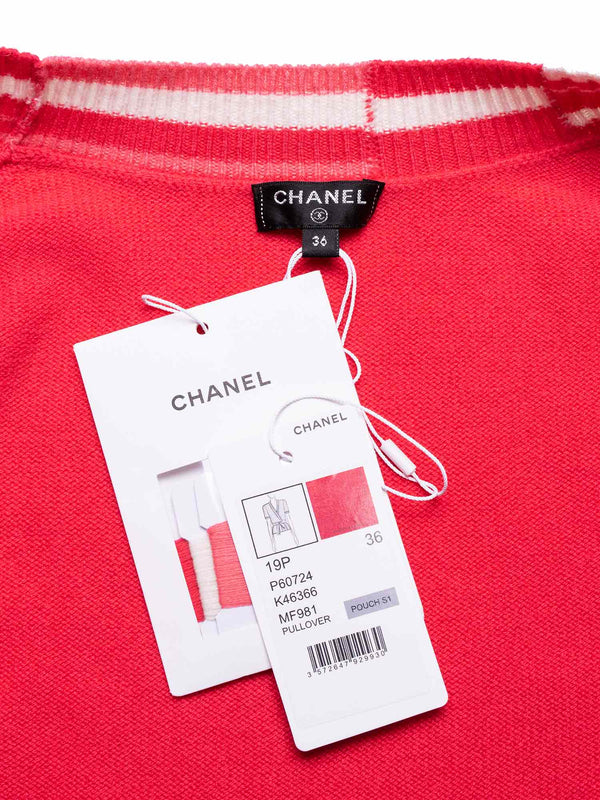 CHANEL
36
CHANEL
CHANEL
36
19P
P60724
K46366
MF981
PULLOVER
POUCH S1
3 572647 929930